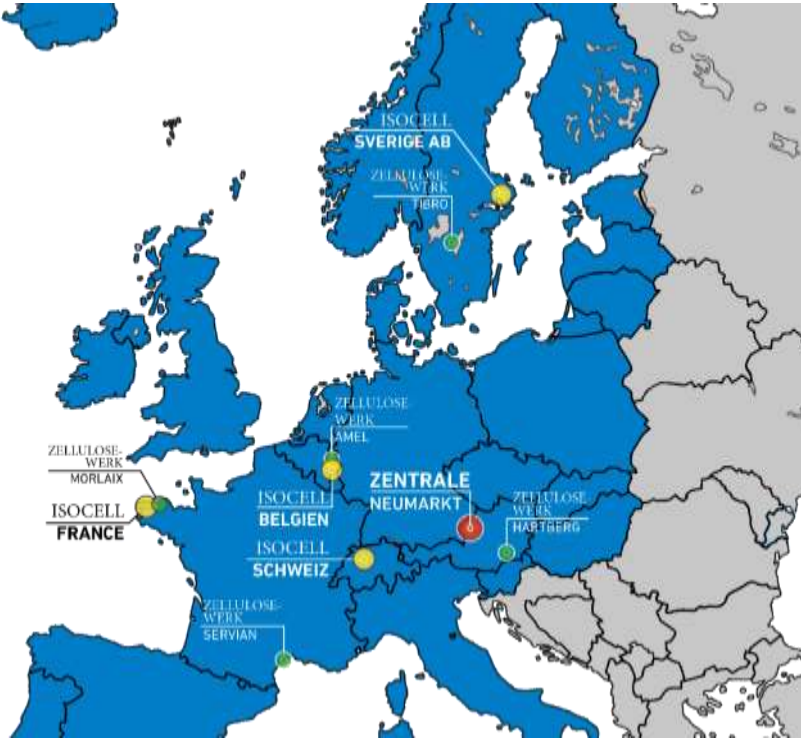 ISOCELL
SVERIGE AB
ZELLULOSE-
WERK
TIBRO
ZELLULOSE-
WERK
AMEL
ZELLULOSE-
WERK
MORLAIX
ISOCELL
FRANCE
ISOCELL
BELGIEN
ZENTRALE
NEUMARKT
ZELLULOSE
WERK
HARTBERG
ISOCELL
SCHWEIZ
ZELLULOSE-
WERK
SERVIAN